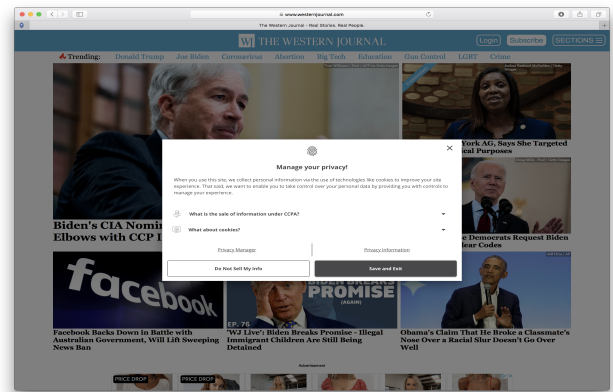 www.westernjournal.com
The Western Journal - Real Stories, Real People.
WJ THE WESTERN JOURNAL
Login
Subscribe
SECTIONS
Trending: Donald Trump Joe Biden Coronavirus Abortion Big Tech Education Gun Control LGBT Crime
York AG, Says She Targeted
ical Purposes
Manage your privacy!
When you use this site, we collect personal information via the use of technologies like cookies to improve your site
experience. That said, we want to enable you to take control over your personal data by providing you with controls to
manage your experience.
What is the sale of information under CCPA?
What about cookies?
Privacy Manager
Privacy Information
Do Not Sell My Info
Save and Exit
Biden's CIA Nomin
Elbows with CCP
e Democrats Request Biden
lear Codes
facebook
EP. 76
BIDEN BREAKS
PROMISE
(AGAIN)
Facebook Backs Down in Battle with
Australian Government, Will Lift Sweeping
News Ban
'WJ Live': Biden Breaks Promise - Illegal
Immigrant Children Are Still Being
Detained
Obama's Claim That He Broke a Classmate's
Nose Over a Racial Slur Doesn't Go Over
Well
Advertisement
PRICE DROP
PRICE DROP